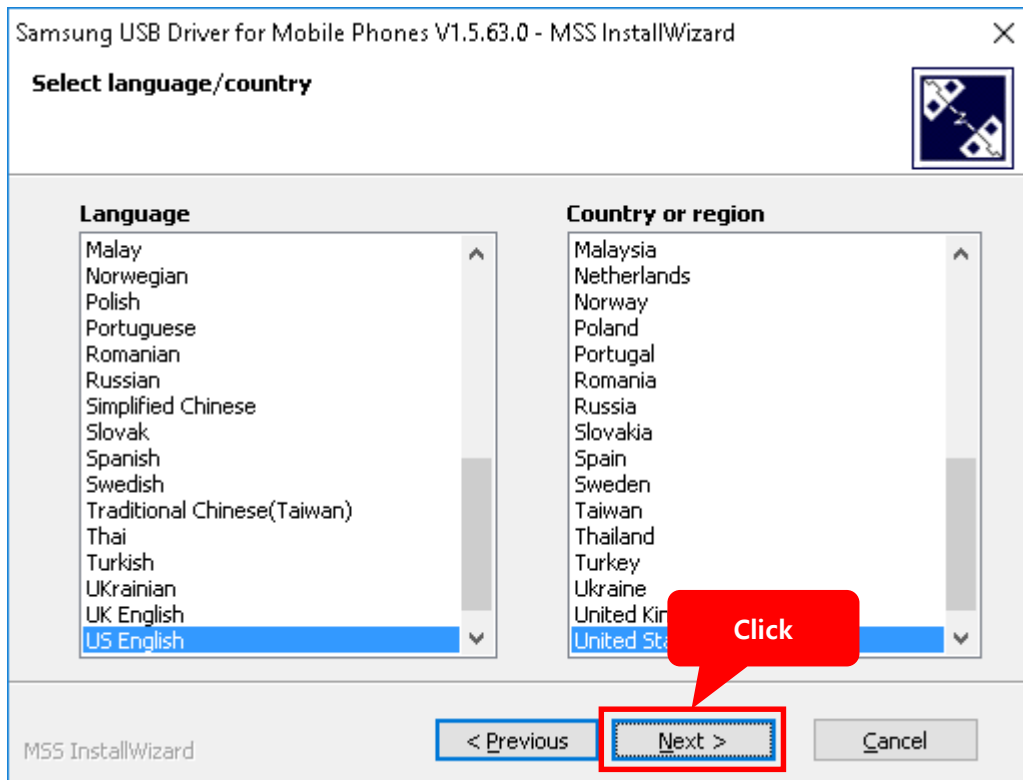 Samsung USB Driver for Mobile Phones V1.5.63.0 - MSS InstallWizard
Select language/country
Language
Malay
Norwegian
Polish
Portuguese
Romanian
Russian
Simplified Chinese
Slovak
Spanish
Swedish
Traditional Chinese(Taiwan)
Thai
Turkish
UKrainian
UK English
US English
Country or region
Malaysia
Netherlands
Norway
Poland
Portugal
Romania
Russia
Slovakia
Spain
Sweden
Taiwan
Thailand
Turkey
Ukraine
United
United
Click
MSS InstallWizard
< Previous
Next >
Cancel